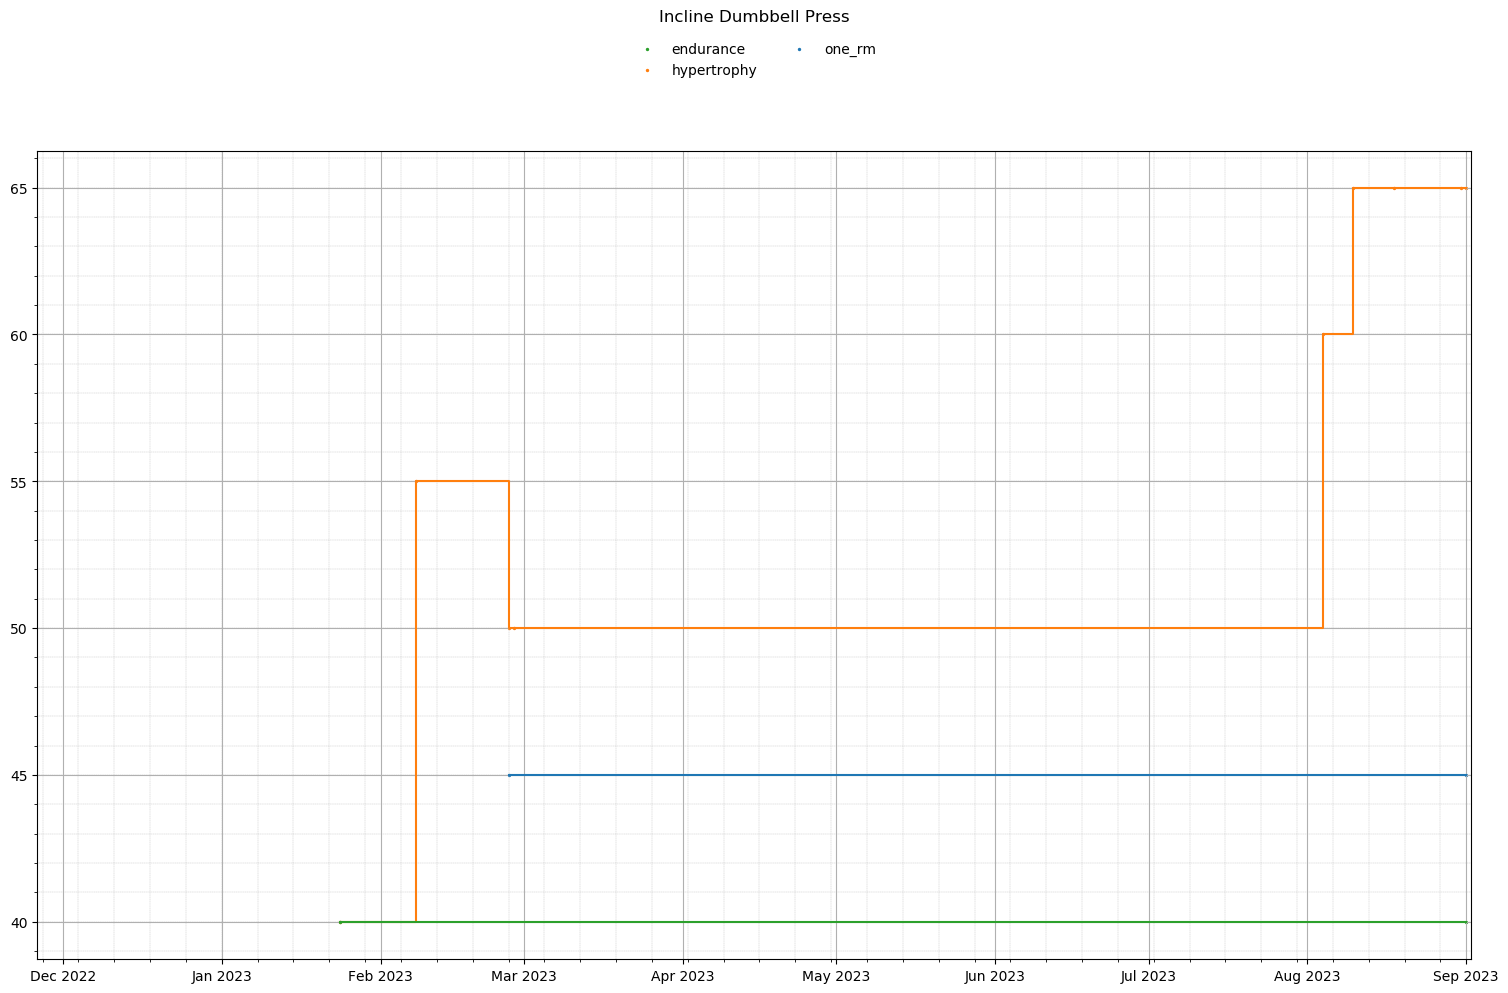 Incline Dumbbell Press
endurance
hypertrophy
one_rm
65
60
55
50
45
40
Dec 2022
Jan 2023
Feb 2023
Mar 2023
Apr 2023
May 2023
Jun 2023
Jul 2023
Aug 2023
Sep 2023